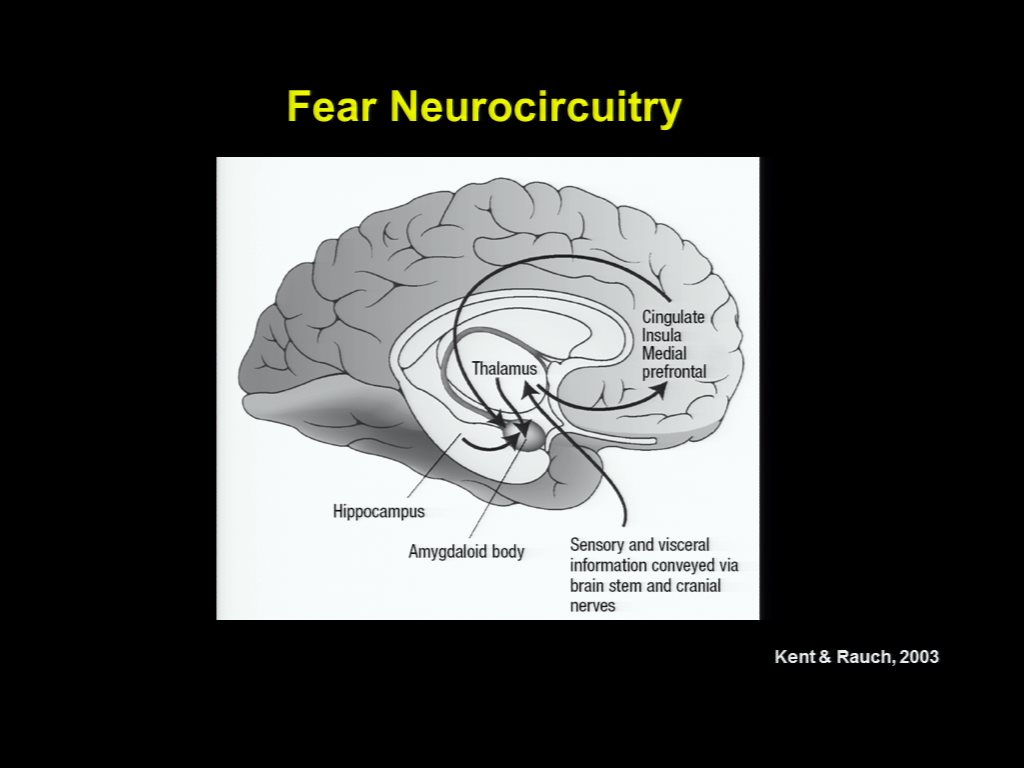 Fear Neurocircuitry
Cingulate
Insula
Medial
prefrontal
Thalamus
Hippocampus
Amygdaloid body
Sensory and visceral
information conveyed via
brain stem and cranial
nerves
Kent & Rauch, 2003